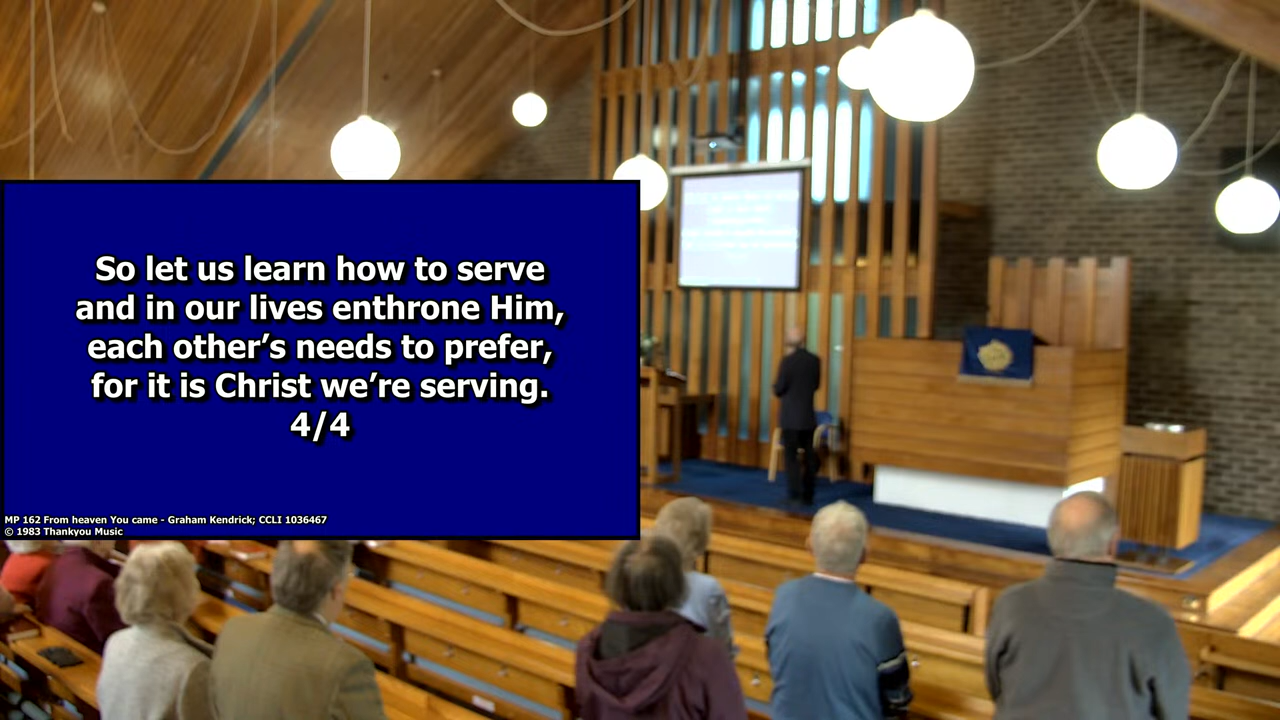 So let us learn how to serve
and in our lives enthrone Him,
each other’s needs to prefer,
for it is Christ we’re serving.
4/4
MP 162 From heaven You came - Graham Kendrick; CCLI 1036467
© 1983 Thankyou Music